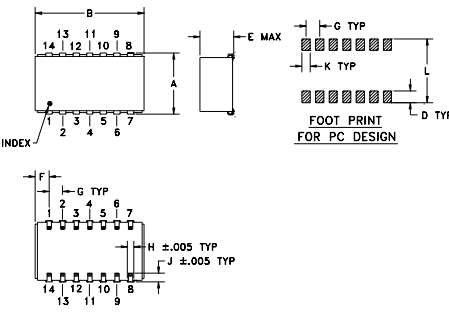 B
E MAX
G TYP
13 11 9
14 12 10 8
K TYP
A
L
D TYP
INDEX
1 3 5 7
2 4 6
FOOT PRINT
FOR PC DESIGN
F
G TYP
2 4 6
1 3 5 7
H ±.005 TYP
J ±.005 TYP
14 12 10 8
13 11 9